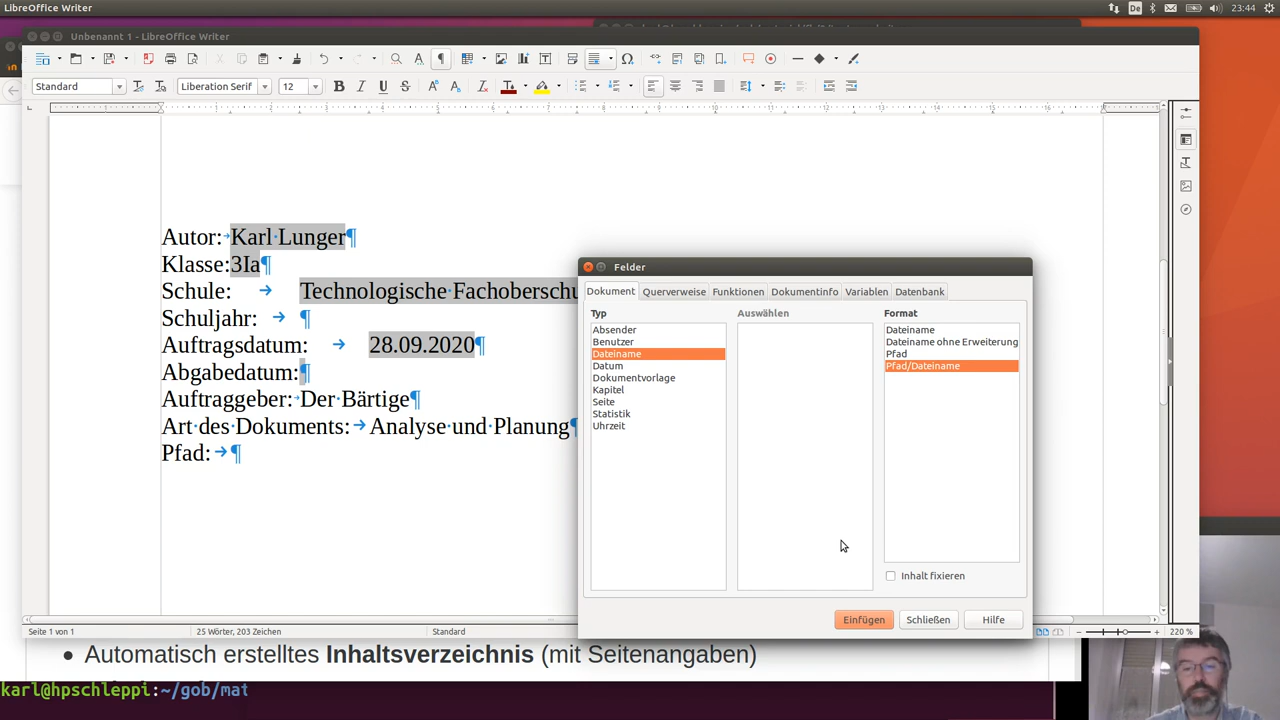 LibreOffice Writer
De
23:44
Unbenannt 1 - LibreOffice Writer
Standard
Liberation Serif
12
Autor: Karl Lunger¶
Klasse:3Ia¶
Schule: Technologische Fachoberschu
Schuljahr: ¶
Auftragsdatum: 28.09.2020¶
Abgabedatum:¶
Auftraggeber: Der Bärtige¶
Art des Dokuments: Analyse und Planung¶
Pfad: ¶
Felder
Dokument Querverweise Funktionen Dokumentinfo Variablen Datenbank
Typ
Absender
Benutzer
Dateiname
Datum
Dokumentvorlage
Kapitel
Seite
Statistik
Uhrzeit
Auswählen
Format
Dateiname
Dateiname ohne Erweiterung
Pfad
Pfad/Dateiname
Inhalt fixieren
Einfügen Schließen Hilfe
Seite 1 von 1 25 Wörter, 203 Zeichen Standard 220 %
• Automatisch erstelltes Inhaltsverzeichnis (mit Seitenangaben)
karl@hpschleppi:~/gob/mat